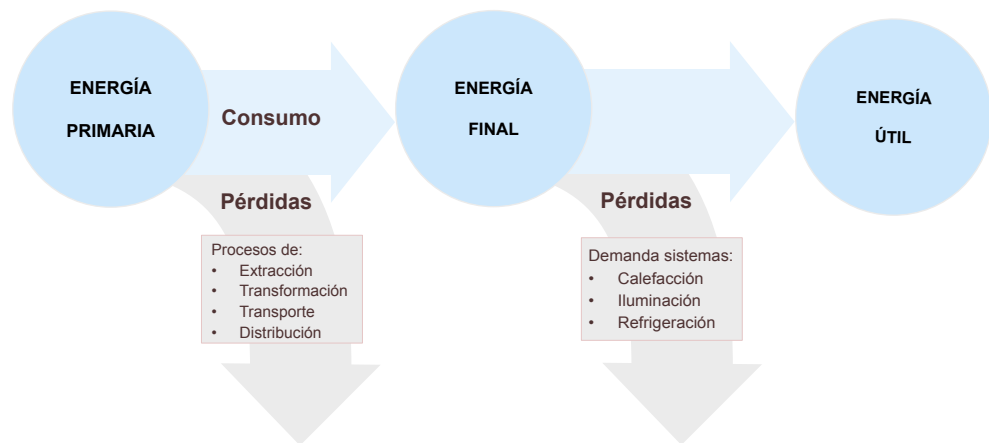 ENERGÍA
PRIMARIA
Consumo
ENERGÍA
FINAL
ENERGÍA
ÚTIL
Pérdidas
Procesos de:
• Extracción
• Transformación
• Transporte
• Distribución
Pérdidas
Demanda sistemas:
• Calefacción
• Iluminación
• Refrigeración